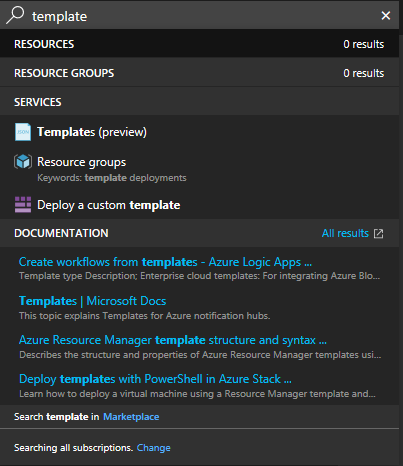 template
RESOURCES 0 results
RESOURCE GROUPS 0 results
SERVICES
Templates (preview)
Resource groups
Keywords: template deployments
Deploy a custom template
DOCUMENTATION All results
Create workflows from templates - Azure Logic Apps ...
Template type Description; Enterprise cloud templates: For integrating Azure Blo...
Templates | Microsoft Docs
This topic explains Templates for Azure notification hubs.
Azure Resource Manager template structure and syntax ...
Describes the structure and properties of Azure Resource Manager templates usi...
Deploy templates with PowerShell in Azure Stack ...
Learn how to deploy a virtual machine using a Resource Manager template and...
Search template in Marketplace
Searching all subscriptions. Change